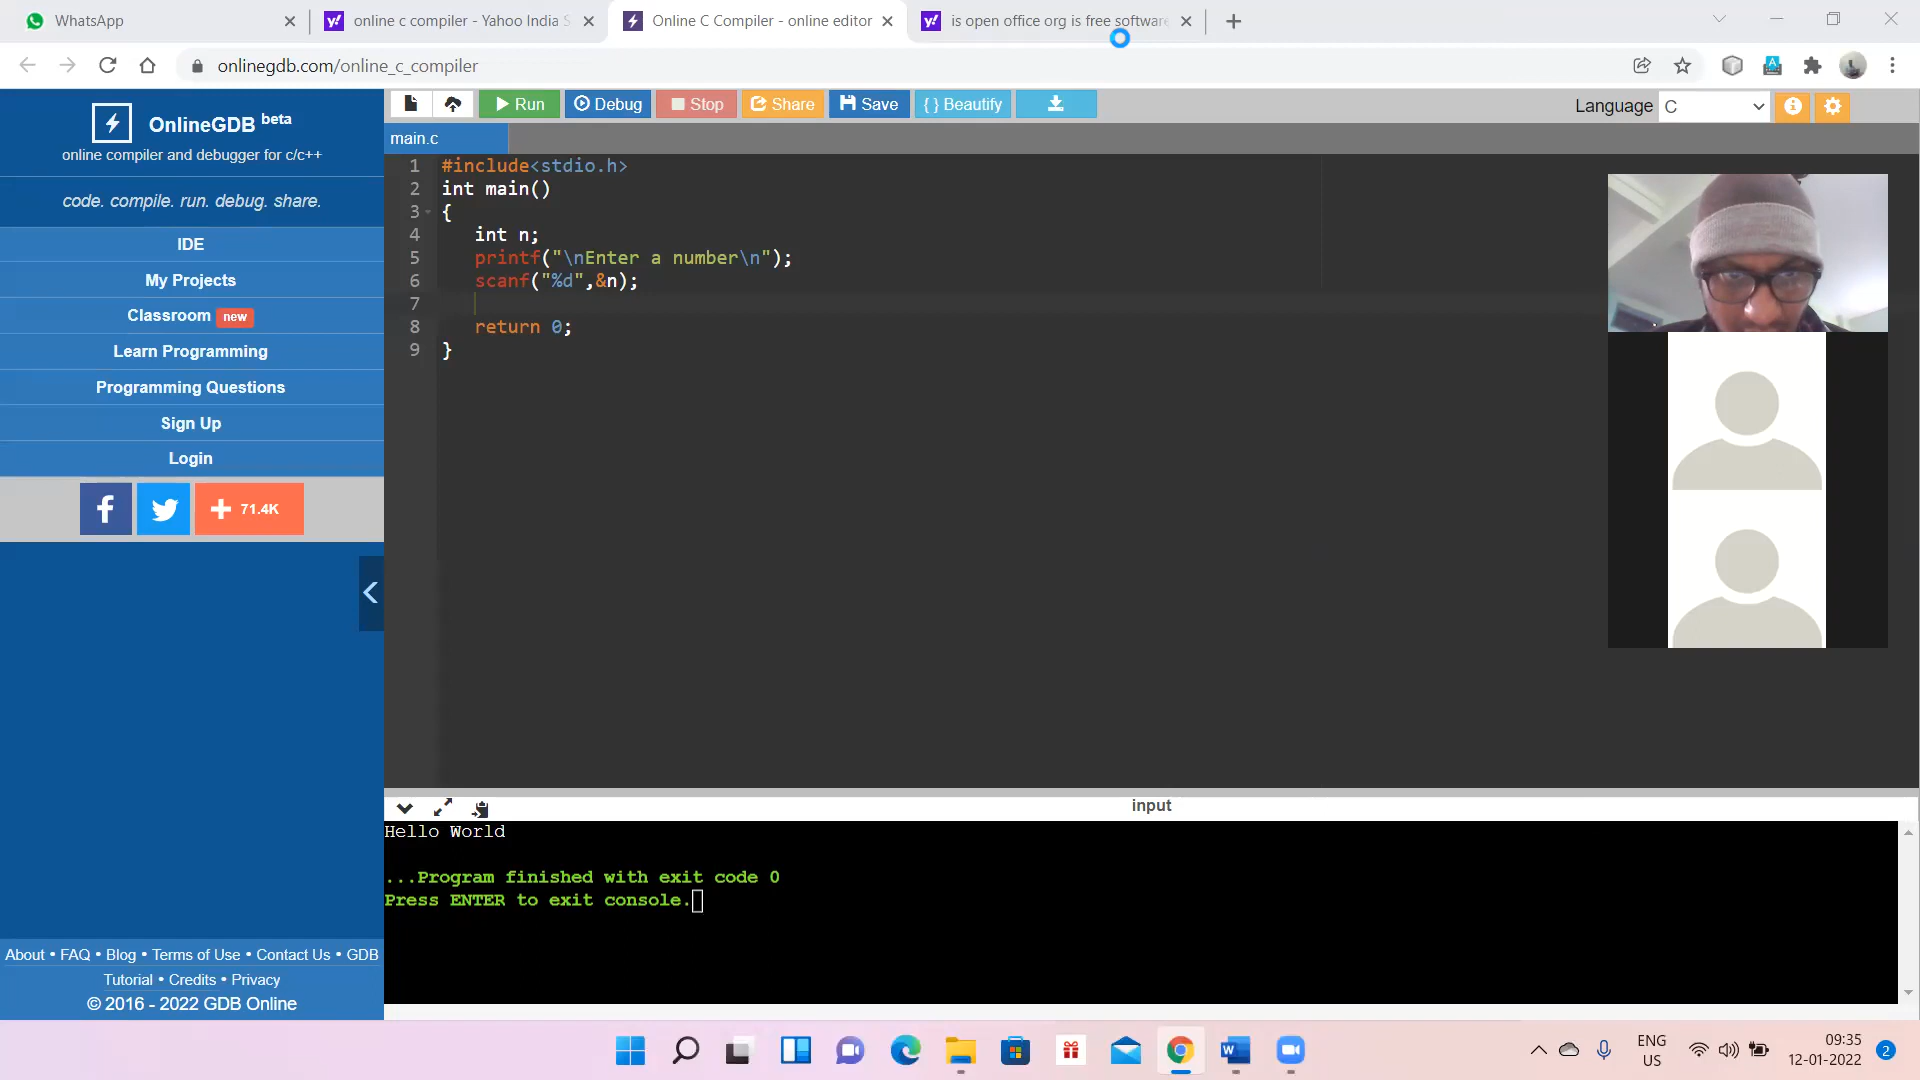 WhatsApp
online c compiler - Yahoo India S
Online C Compiler - online editor
is open office org is free software
onlinegdb.com/online_c_compiler
OnlineGDB beta
online compiler and debugger for c/c++
code. compile. run. debug. share.
IDE
My Projects
Classroom new
Learn Programming
Programming Questions
Sign Up
Login
+ 71.4K
About • FAQ • Blog • Terms of Use • Contact Us • GDB
Tutorial • Credits • Privacy
© 2016 - 2022 GDB Online
Run
Debug
Stop
Share
Save
{ } Beautify
Language C
main.c
1 #include<stdio.h>
2 int main()
3 {
4 int n;
5 printf("\nEnter a number\n");
6 scanf("%d",&n);
7
8 return 0;
9 }
input
Hello World
...Program finished with exit code 0
Press ENTER to exit console.
ENG
US
09:35
12-01-2022
2